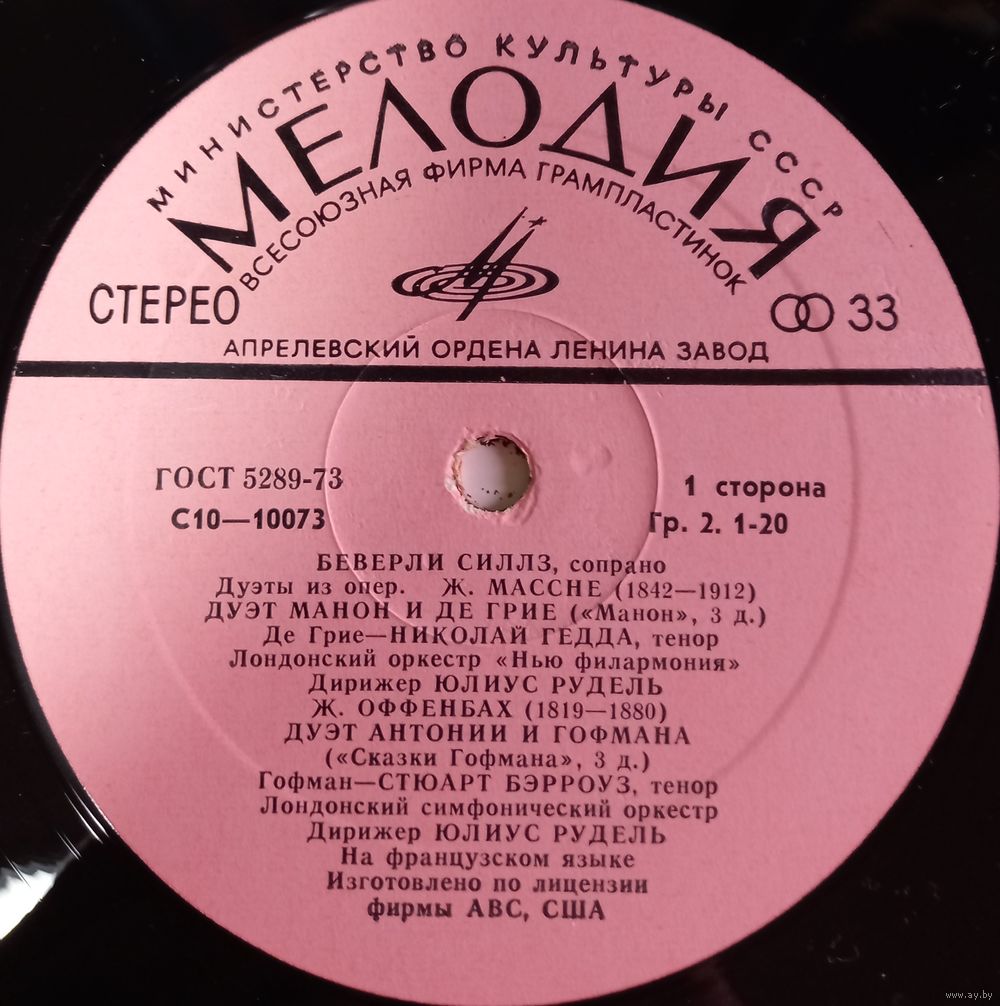 МИНИСТЕРСТВО КУЛЬТУРЫ СССР
МЕЛОДИЯ
ВСЕСОЮЗНАЯ ФИРМА ГРАМПЛАСТИНОК
СТЕРЕО
33
АПРЕЛЕВСКИЙ ОРДЕНА ЛЕНИНА ЗАВОД
ГОСТ 5289-73
С10—10073
1 сторона
Гр. 2. 1-20
БЕВЕРЛИ СИЛЛЗ, сопрано
Дуэты из опер. Ж. МАССНЕ (1842—1912)
ДУЭТ МАНОН И ДЕ ГРИЕ («Манон», 3 д.)
Де Грие—НИКОЛАЙ ГЕДДА, тенор
Лондонский оркестр «Нью филармония»
Дирижер ЮЛИУС РУДЕЛЬ
Ж. ОФФЕНБАХ (1819—1880)
ДУЭТ АНТОНИИ И ГОФМАНА
(«Сказки Гофмана», 3 д.)
Гофман—СТЮАРТ БЭРРОУЗ, тенор
Лондонский симфонический оркестр
Дирижер ЮЛИУС РУДЕЛЬ
На французском языке
Изготовлено по лицензии
фирмы АВС, США
www.ay.by